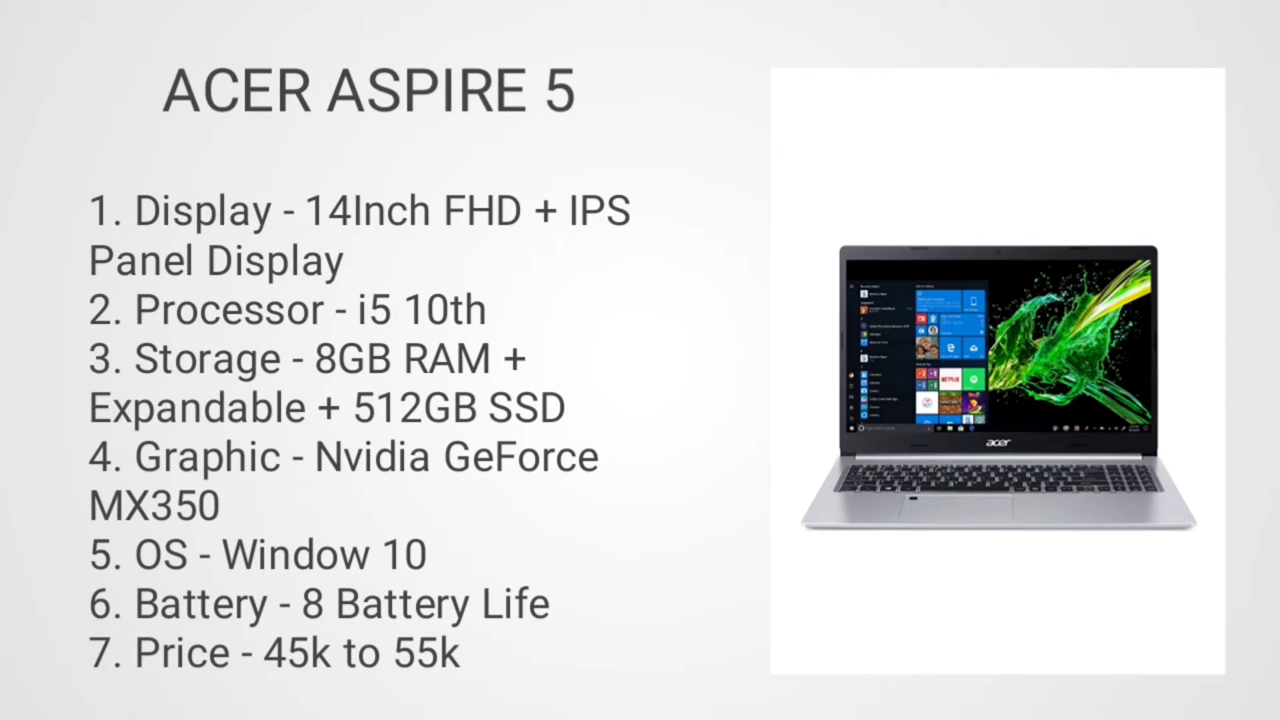 ACER ASPIRE 5
1. Display - 14Inch FHD + IPS
Panel Display
2. Processor - i5 10th
3. Storage - 8GB RAM +
Expandable + 512GB SSD
4. Graphic - Nvidia GeForce
MX350
5. OS - Window 10
6. Battery - 8 Battery Life
7. Price - 45k to 55k
NETFLIX
acer